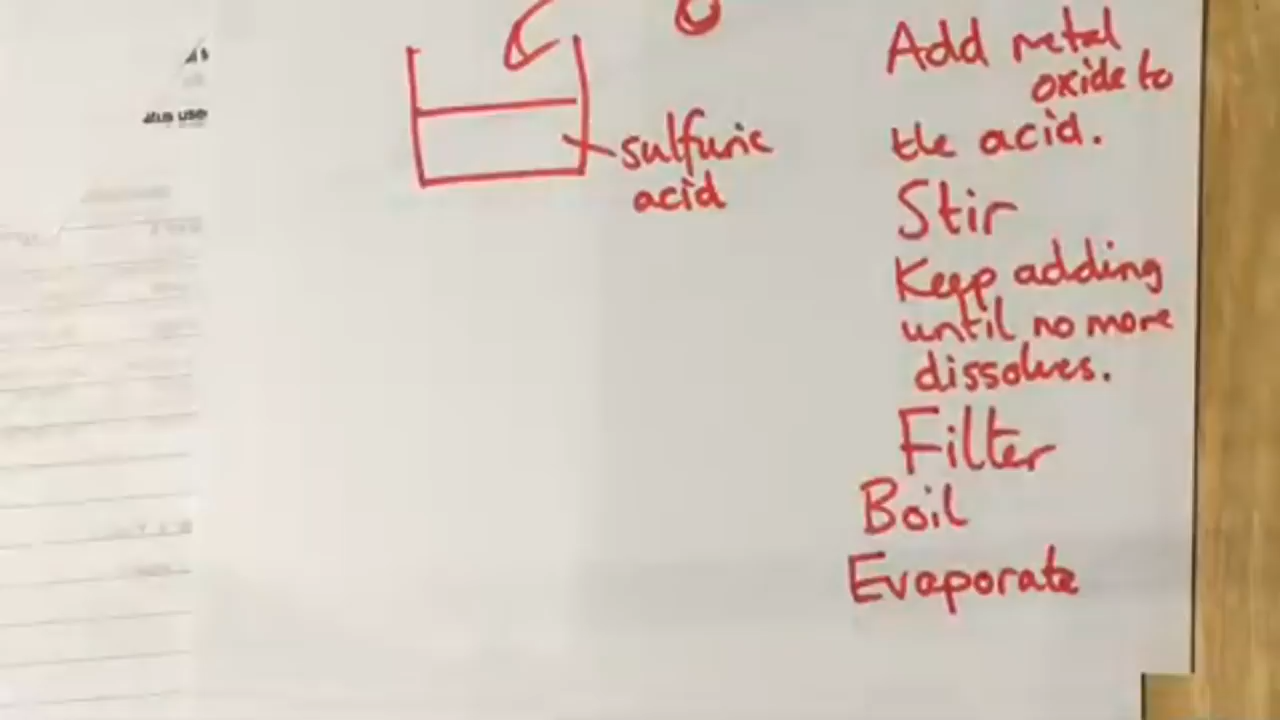 sulfuric
acid
Add metal
oxide to
the acid.
Stir
Keep adding
until no more
dissolves.
Filter
Boil
Evaporate